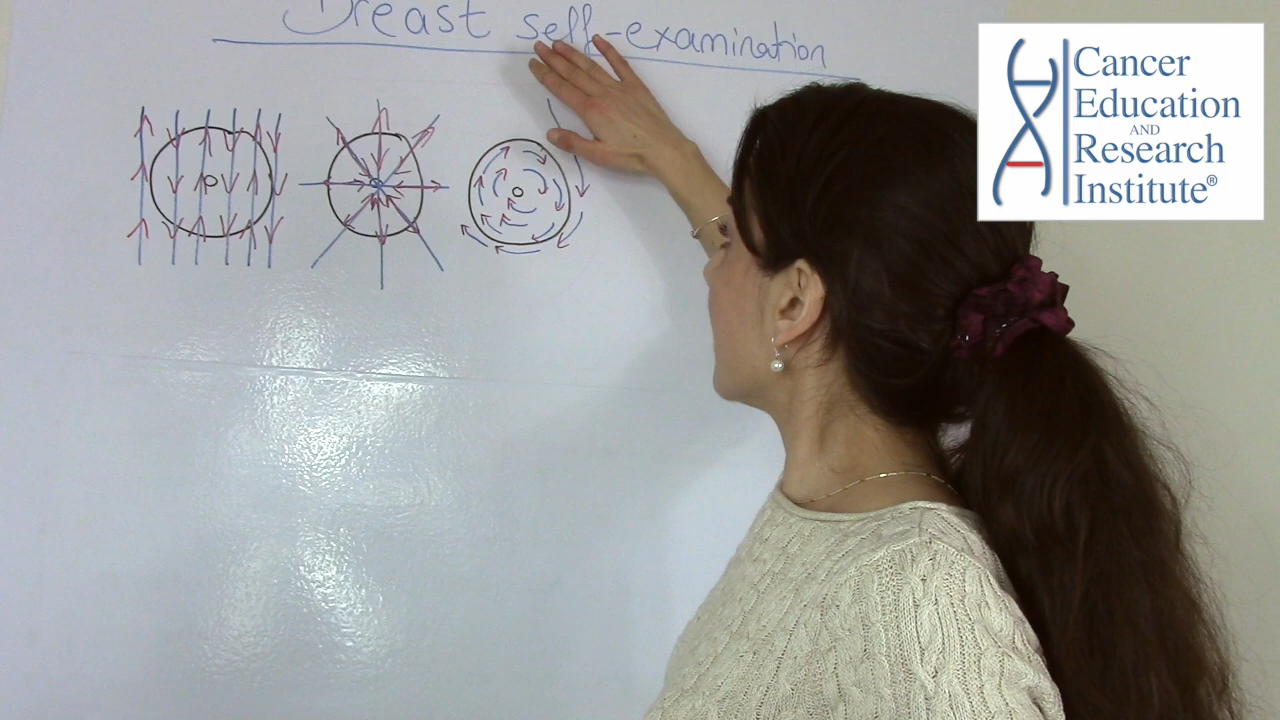 Breast self-examination
Cancer
Education
AND
Research
Institute®